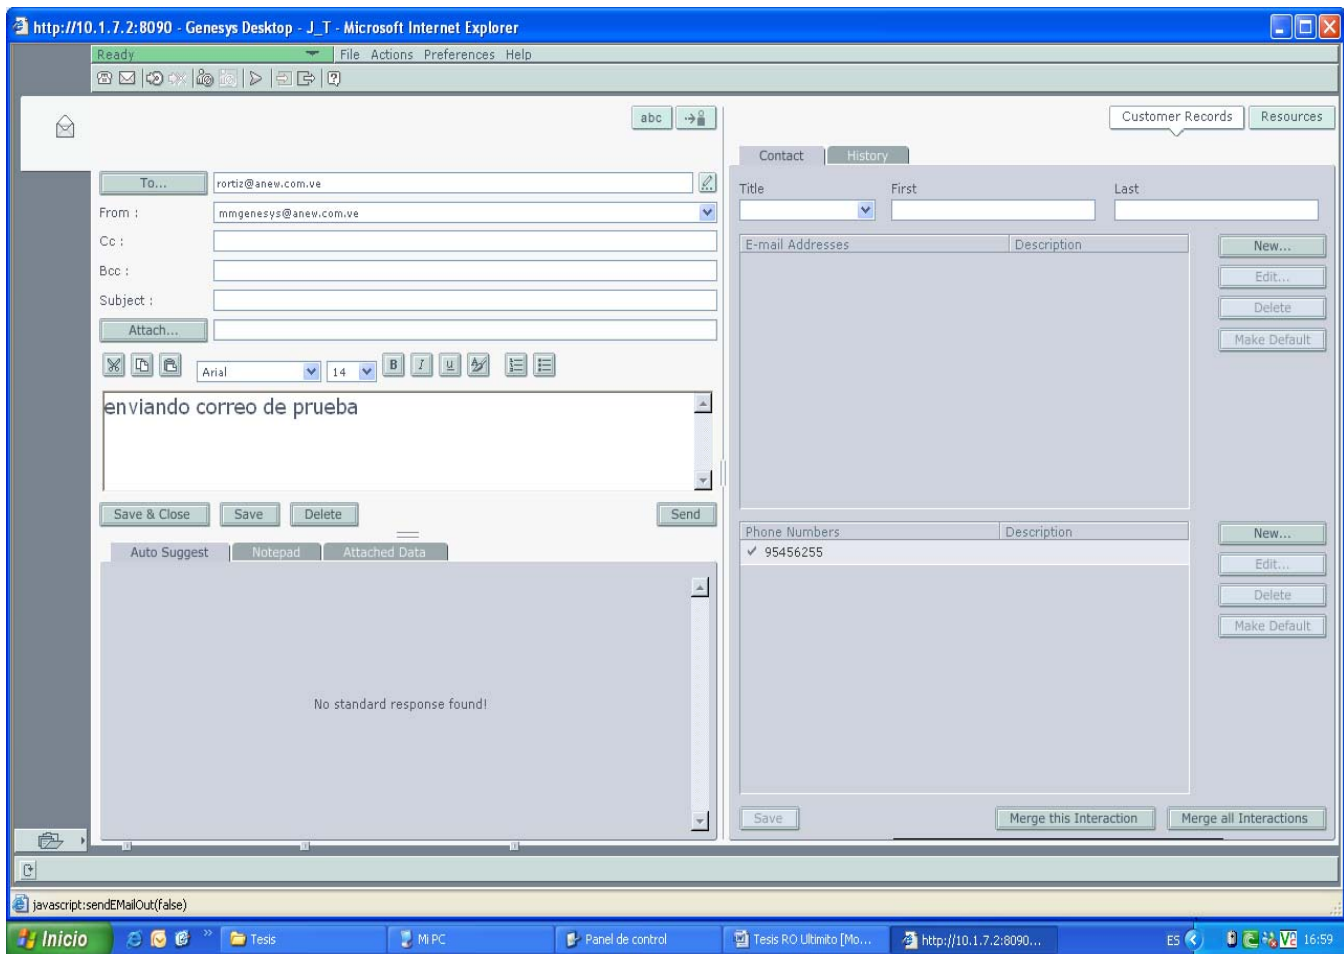 http://10.1.7.2:8090 - Genesys Desktop - J_T - Microsoft Internet Explorer
Ready File Actions Preferences Help
abc
Customer Records Resources
Contact History
To... rortiz@anew.com.ve
From : mmgenesys@anew.com.ve
Cc :
Bcc :
Subject :
Attach...
Arial 14 B I U
enviando correo de prueba
Save & Close Save Delete Send
Auto Suggest Notepad Attached Data
No standard response found!
Title First Last
E-mail Addresses Description
New...
Edit...
Delete
Make Default
Phone Numbers Description
95456255
New...
Edit...
Delete
Make Default
Save Merge this Interaction Merge all Interactions
javascript:sendEMailOut(false)
Inicio » Tesis Mi PC Panel de control Tesis RO Ultimito [Mo... http://10.1.7.2:8090... ES 16:59